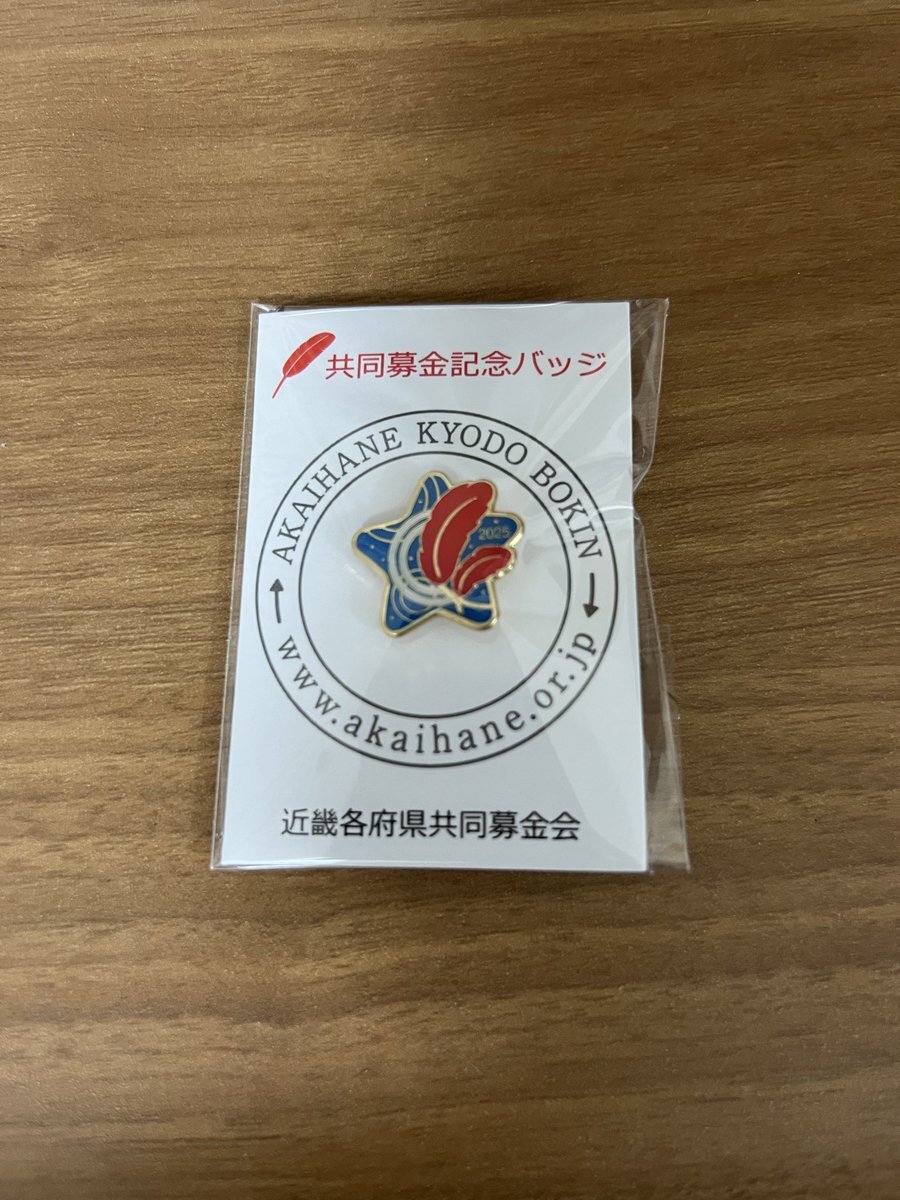 共同募金記念バッジ
AKAIHANE KYODO BOKIN
2025
www.akaihane.or.jp
近畿各府県共同募金会